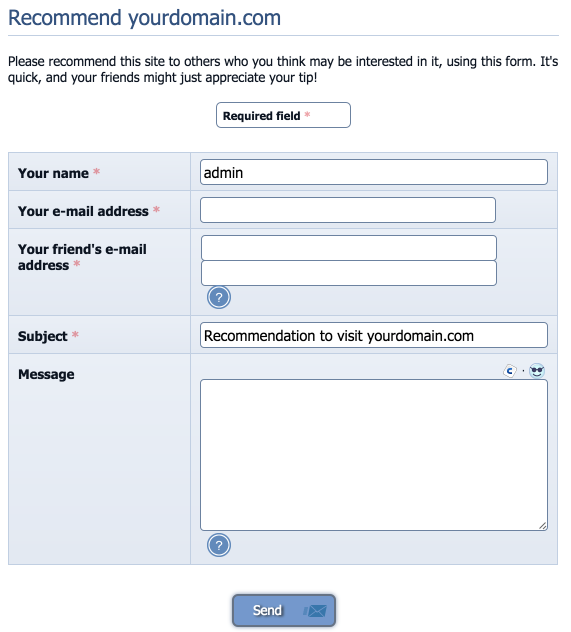 Recommend yourdomain.com
Please recommend this site to others who you think may be interested in it, using this form. It's
quick, and your friends might just appreciate your tip!
Required field *
Your name * admin
Your e-mail address *
Your friend's e-mail
address *
?
Subject * Recommendation to visit yourdomain.com
Message
c ·
?
Send